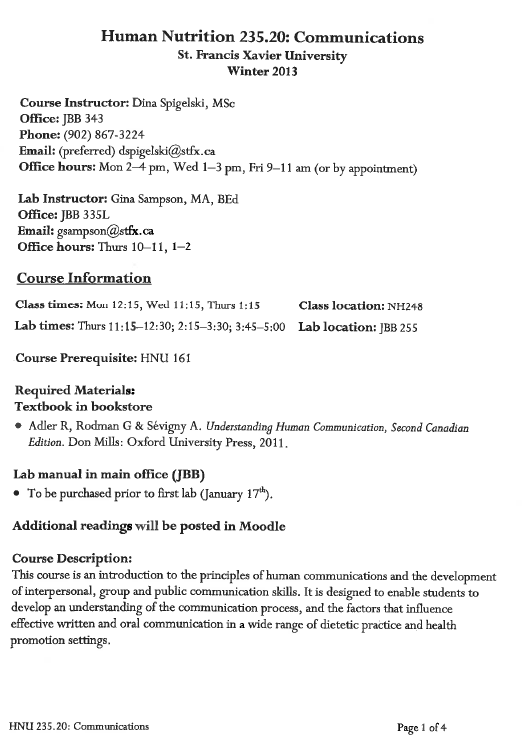 Human Nutrition 235.20: Communications
St. Francis Xavier University
Winter 2013
Course Instructor: Dina Spigelski, MSc
Office: JBB 343
Phone: (902) 867-3224
Email: (preferred) dspigelski@stfx.ca
Office hours: Mon 2–4 pm, Wed 1–3 pm, Fri 9–11 am (or by appointment)
Lab Instructor: Gina Sampson, MA, BEd
Office: JBB 335L
Email: gsampson@stfx.ca
Office hours: Thurs 10–11, 1–2
Course Information
Class times: Mon 12:15, Wed 11:15, Thurs 1:15 Class location: NH248
Lab times: Thurs 11:15–12:30; 2:15–3:30; 3:45–5:00 Lab location: JBB 255
Course Prerequisite: HNU 161
Required Materials:
Textbook in bookstore
• Adler R, Rodman G & Sévigny A. Understanding Human Communication, Second Canadian
Edition. Don Mills: Oxford University Press, 2011.
Lab manual in main office (JBB)
• To be purchased prior to first lab (January 17th).
Additional readings will be posted in Moodle
Course Description:
This course is an introduction to the principles of human communications and the development
of interpersonal, group and public communication skills. It is designed to enable students to
develop an understanding of the communication process, and the factors that influence
effective written and oral communication in a wide range of dietetic practice and health
promotion settings.
HNU 235.20: Communications Page 1 of 4